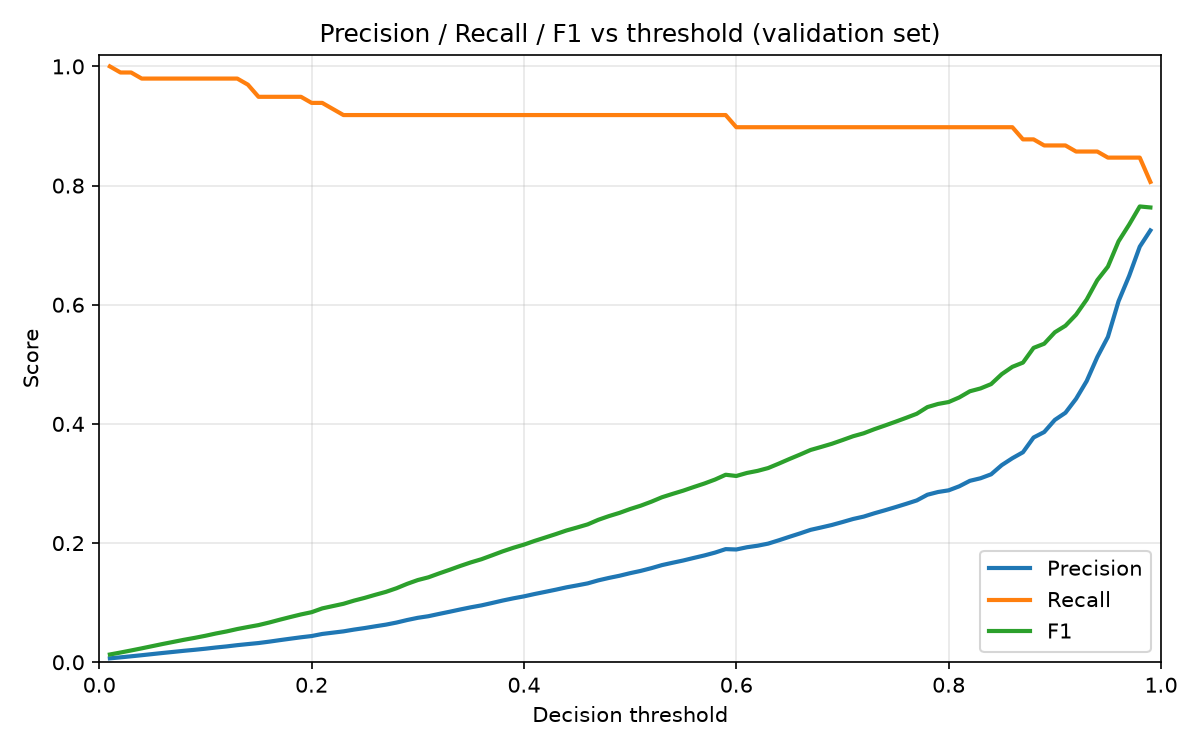 Precision / Recall / F1 vs threshold (validation set)
1.0
0.8
0.6
0.4
0.2
0.0
Score
0.0 0.2 0.4 0.6 0.8 1.0
Decision threshold
Precision
Recall
F1